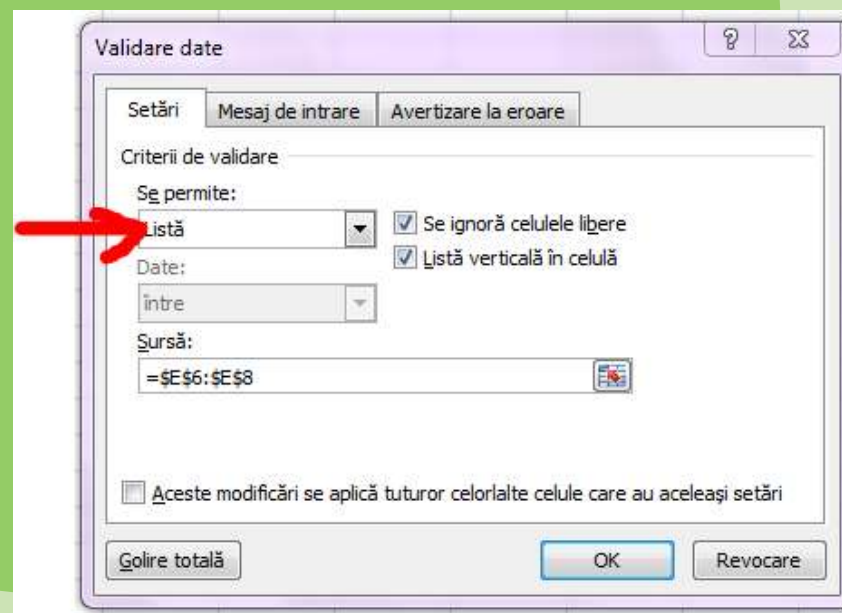 Validare date
Setări Mesaj de intrare Avertizare la eroare
Criterii de validare
Se permite:
Listă
Se ignoră celulele libere
Listă verticală în celulă
Date:
între
Sursă:
=$E$6:$E$8
Aceste modificări se aplică tuturor celorlalte celule care au aceleași setări
Golire totală OK Revocare